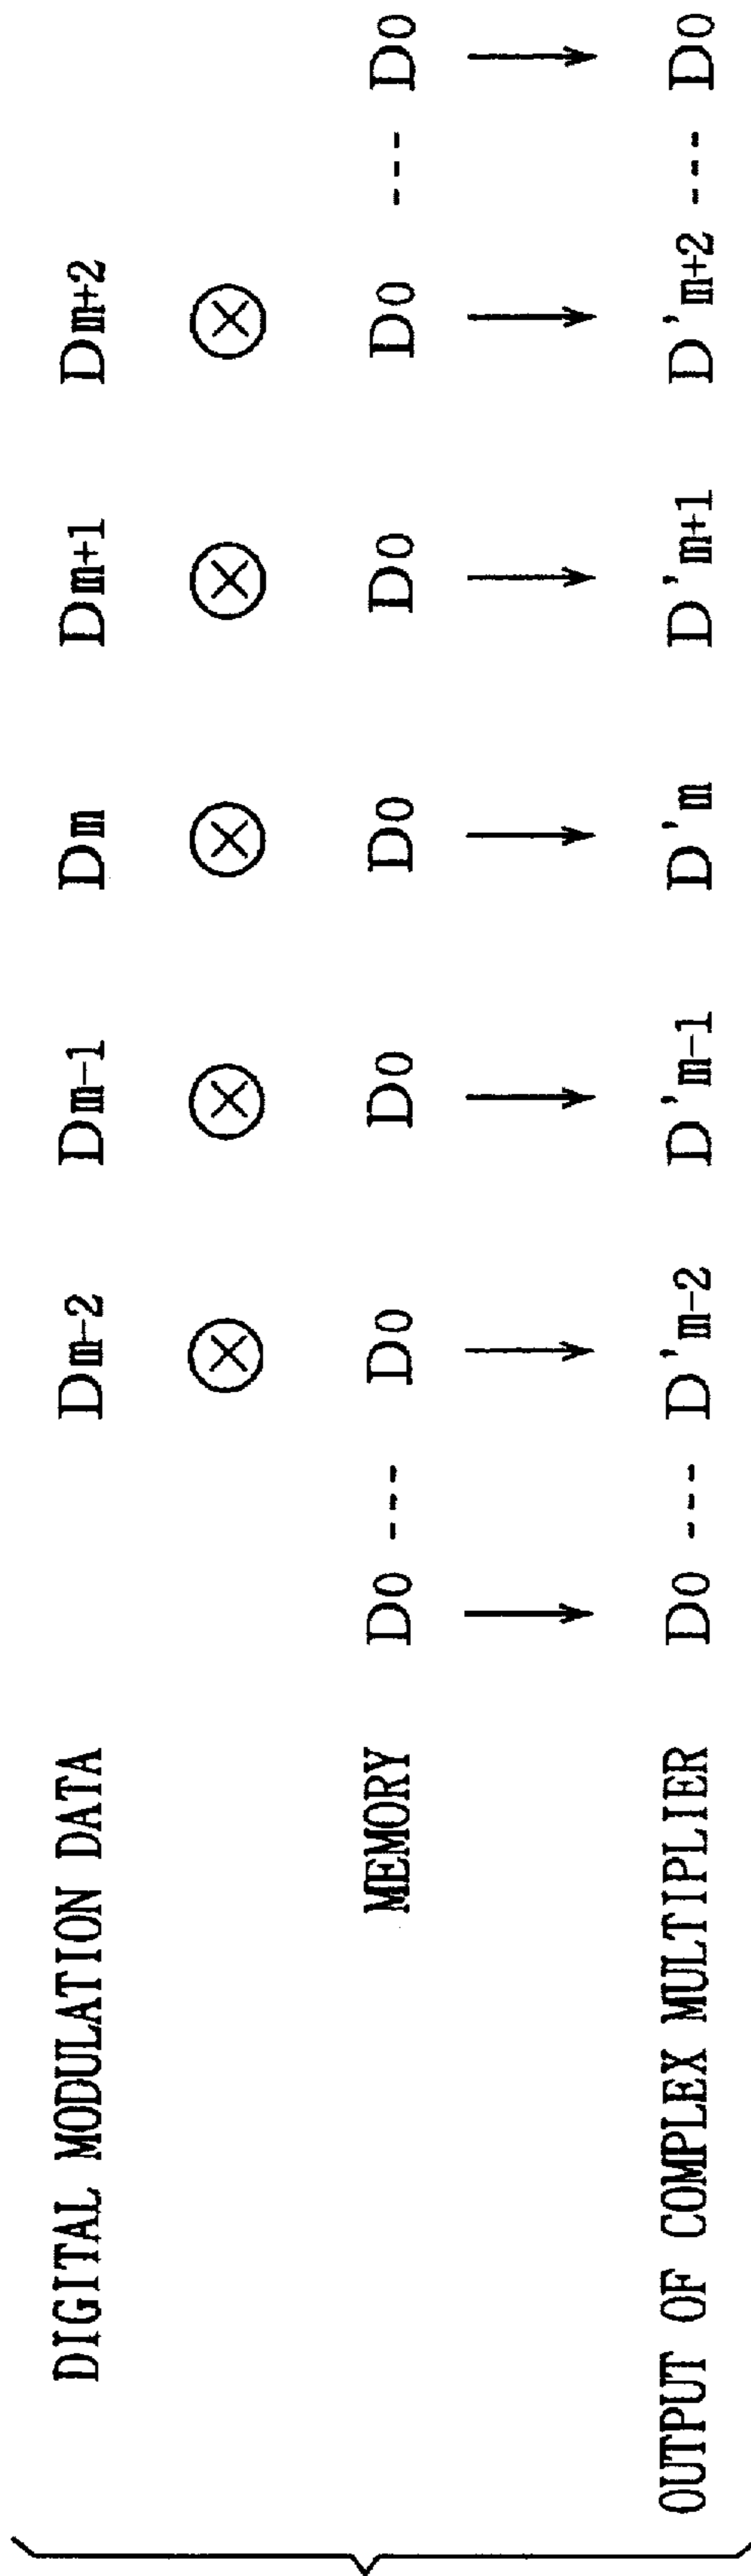 DIGITAL MODULATION DATA Dm-2 Dm-1 Dm Dm+1 Dm+2
⊗ ⊗ ⊗ ⊗ ⊗
MEMORY D0 --- D0 D0 D0 D0 D0 --- D0
OUTPUT OF COMPLEX MULTIPLIER D0 --- D'm-2 D'm-1 D'm D'm+1 D'm+2 --- D0